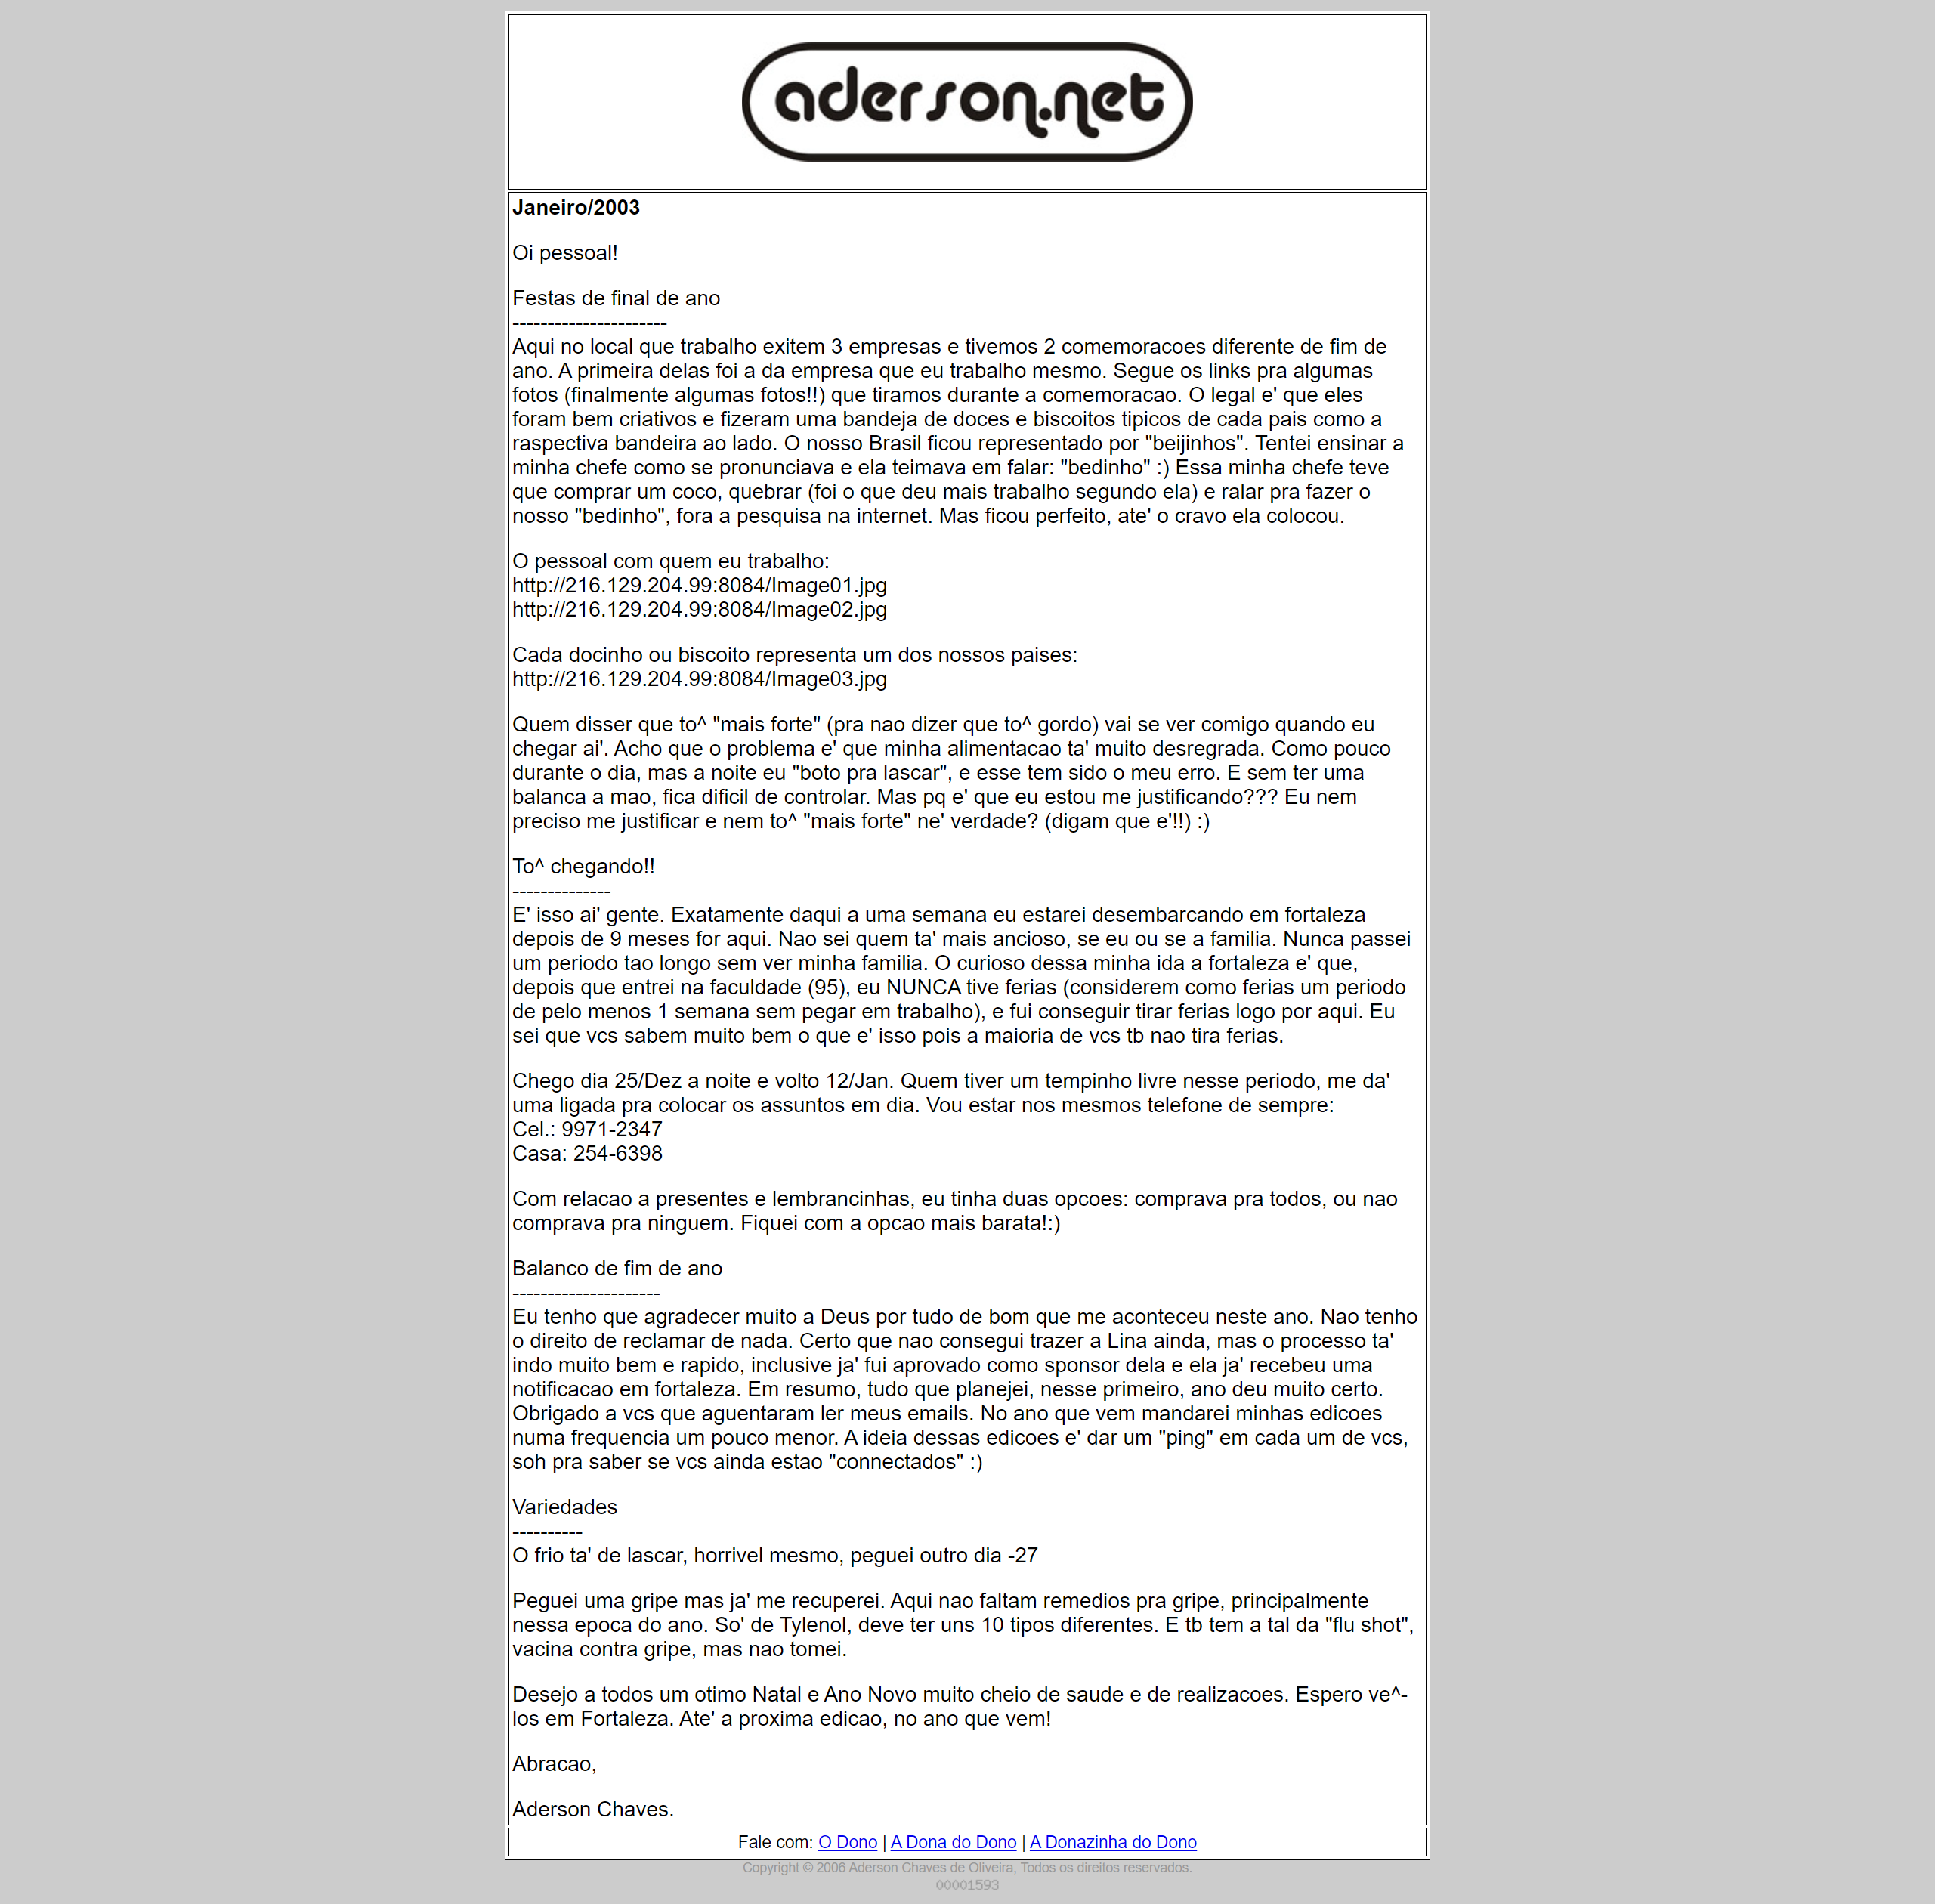 aderson.net
Janeiro/2003
Oi pessoal!
Festas de final de ano
----------------------
Aqui no local que trabalho exitem 3 empresas e tivemos 2 comemoracoes diferente de fim de
ano. A primeira delas foi a da empresa que eu trabalho mesmo. Segue os links pra algumas
fotos (finalmente algumas fotos!!) que tiramos durante a comemoracao. O legal e' que eles
foram bem criativos e fizeram uma bandeja de doces e biscoitos tipicos de cada pais como a
raspectiva bandeira ao lado. O nosso Brasil ficou representado por "beijinhos". Tentei ensinar a
minha chefe como se pronunciava e ela teimava em falar: "bedinho" :) Essa minha chefe teve
que comprar um coco, quebrar (foi o que deu mais trabalho segundo ela) e ralar pra fazer o
nosso "bedinho", fora a pesquisa na internet. Mas ficou perfeito, ate' o cravo ela colocou.
O pessoal com quem eu trabalho:
http://216.129.204.99:8084/Image01.jpg
http://216.129.204.99:8084/Image02.jpg
Cada docinho ou biscoito representa um dos nossos paises:
http://216.129.204.99:8084/Image03.jpg
Quem disser que to^ "mais forte" (pra nao dizer que to^ gordo) vai se ver comigo quando eu
chegar ai'. Acho que o problema e' que minha alimentacao ta' muito desregrada. Como pouco
durante o dia, mas a noite eu "boto pra lascar", e esse tem sido o meu erro. E sem ter uma
balanca a mao, fica dificil de controlar. Mas pq e' que eu estou me justificando??? Eu nem
preciso me justificar e nem to^ "mais forte" ne' verdade? (digam que e'!!) :)
To^ chegando!!
--------------
E' isso ai' gente. Exatamente daqui a uma semana eu estarei desembarcando em fortaleza
depois de 9 meses for aqui. Nao sei quem ta' mais ancioso, se eu ou se a familia. Nunca passei
um periodo tao longo sem ver minha familia. O curioso dessa minha ida a fortaleza e' que,
depois que entrei na faculdade (95), eu NUNCA tive ferias (considerem como ferias um periodo
de pelo menos 1 semana sem pegar em trabalho), e fui conseguir tirar ferias logo por aqui. Eu
sei que vcs sabem muito bem o que e' isso pois a maioria de vcs tb nao tira ferias.
Chego dia 25/Dez a noite e volto 12/Jan. Quem tiver um tempinho livre nesse periodo, me da'
uma ligada pra colocar os assuntos em dia. Vou estar nos mesmos telefone de sempre:
Cel.: 9971-2347
Casa: 254-6398
Com relacao a presentes e lembrancinhas, eu tinha duas opcoes: comprava pra todos, ou nao
comprava pra ninguem. Fiquei com a opcao mais barata!:)
Balanco de fim de ano
---------------------
Eu tenho que agradecer muito a Deus por tudo de bom que me aconteceu neste ano. Nao tenho
o direito de reclamar de nada. Certo que nao consegui trazer a Lina ainda, mas o processo ta'
indo muito bem e rapido, inclusive ja' fui aprovado como sponsor dela e ela ja' recebeu uma
notificacao em fortaleza. Em resumo, tudo que planejei, nesse primeiro, ano deu muito certo.
Obrigado a vcs que aguentaram ler meus emails. No ano que vem mandarei minhas edicoes
numa frequencia um pouco menor. A ideia dessas edicoes e' dar um "ping" em cada um de vcs,
soh pra saber se vcs ainda estao "connectados" :)
Variedades
----------
O frio ta' de lascar, horrivel mesmo, peguei outro dia -27
Peguei uma gripe mas ja' me recuperei. Aqui nao faltam remedios pra gripe, principalmente
nessa epoca do ano. So' de Tylenol, deve ter uns 10 tipos diferentes. E tb tem a tal da "flu shot",
vacina contra gripe, mas nao tomei.
Desejo a todos um otimo Natal e Ano Novo muito cheio de saude e de realizacoes. Espero ve^-
los em Fortaleza. Ate' a proxima edicao, no ano que vem!
Abracao,
Aderson Chaves.
Fale com: O Dono | A Dona do Dono | A Donazinha do Dono
Copyright © 2006 Aderson Chaves de Oliveira, Todos os direitos reservados.
00001593